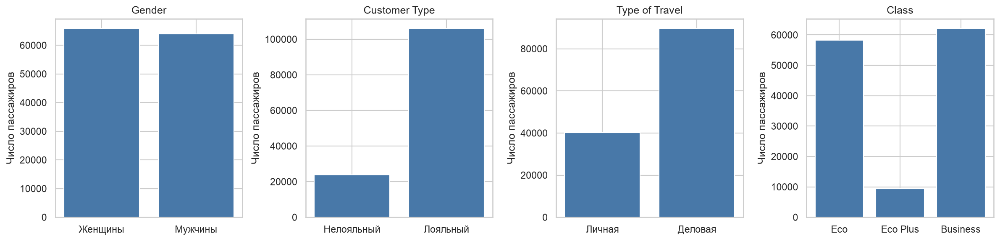 Gender
Число пассажиров
60000
50000
40000
30000
20000
10000
0
Женщины Мужчины
Customer Type
Число пассажиров
100000
80000
60000
40000
20000
0
Нелояльный Лояльный
Type of Travel
Число пассажиров
80000
60000
40000
20000
0
Личная Деловая
Class
Число пассажиров
60000
50000
40000
30000
20000
10000
0
Eco Eco Plus Business